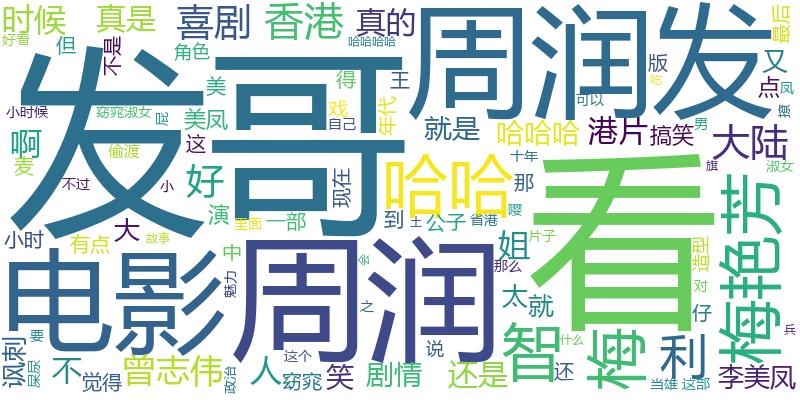 时候
真是
喜剧
香港
真的
周润发
最后
好看
但
不是
角色
哈哈哈哈
版
又
点
凤
发哥
美
得
王
小时候
窈窕淑女
屁
戏
年代
可以
吃
撩
啊
美凤
自己
就是
哈哈哈
港片
搞笑
男
大陆
麦
偷渡
这
不过
小
好
现在
哈哈
十年
那
看
旗
淑女
梅艳芳
演
里面
一部
到
王
公子
省港
嘤
小时
有点
大
故事
中
会
姐
片子
造型
电影
魅力
周润
那么
太
就
对
仔
之
讽刺
要
屎尿
不
觉得
曾志伟
政治
人
这个
窈窕
笑
说
剧情
还是
智
还
什么
梅
利
当雄
这部
李美凤
兵